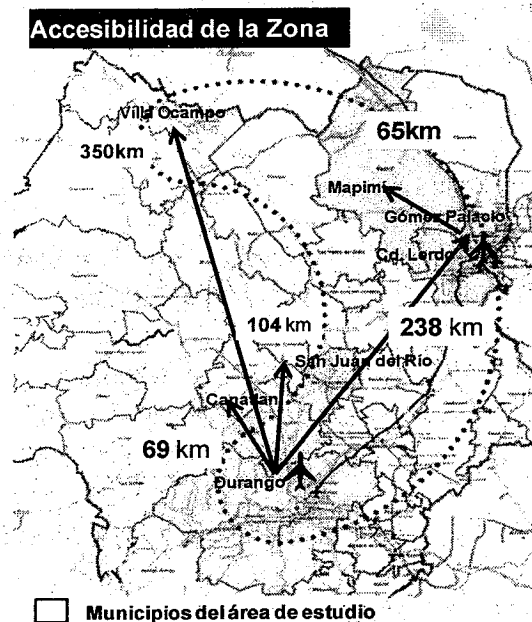 Accesibilidad de la Zona
Villa Ocampo
350km
65km
Mapimí
Gómez Palacio
Cd. Lerdo
104 km
238 km
San Juan del Río
Canatlán
69 km
Durango
Municipios del área de estudio